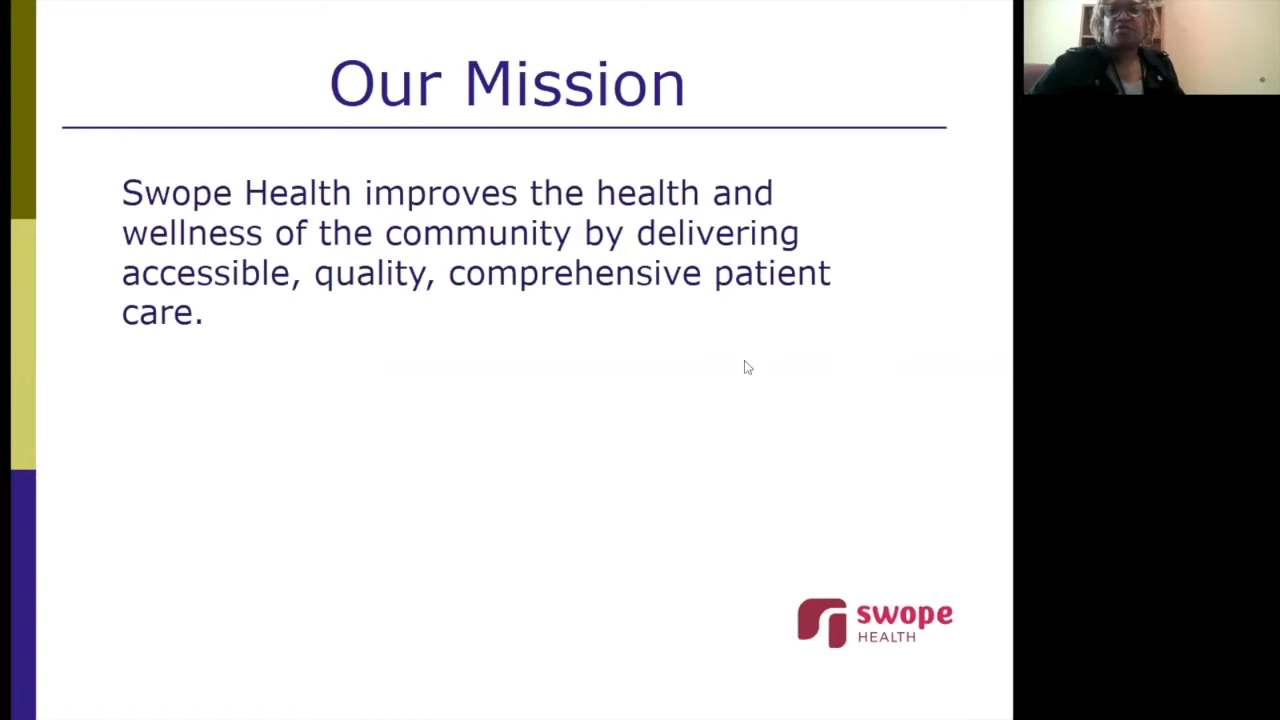 Our Mission
Swope Health improves the health and
wellness of the community by delivering
accessible, quality, comprehensive patient
care.
swope
HEALTH